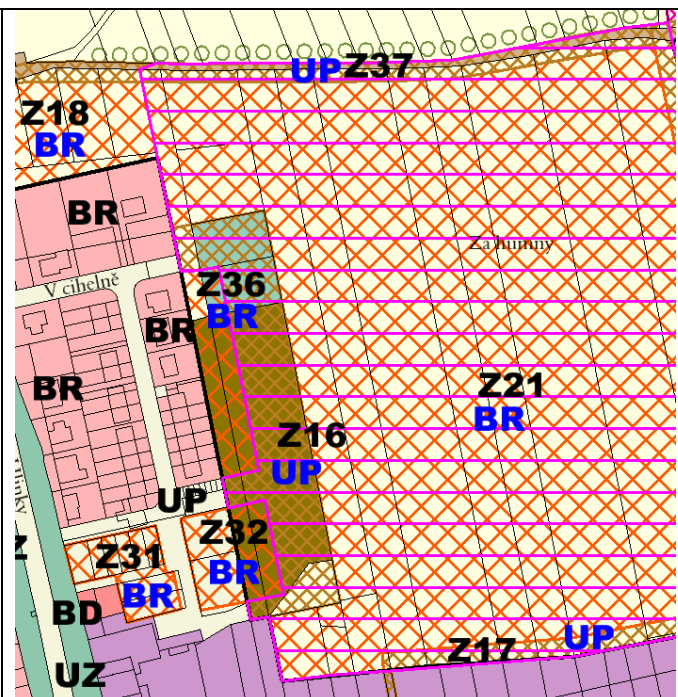 UP Z37
Z18
BR
BR
Za humny
V cihelně
Z36
BR
BR
BR
Z21
BR
Z16
UP
UP
Z32
Z31
BR
BR
BD
UP
Z17
UZ